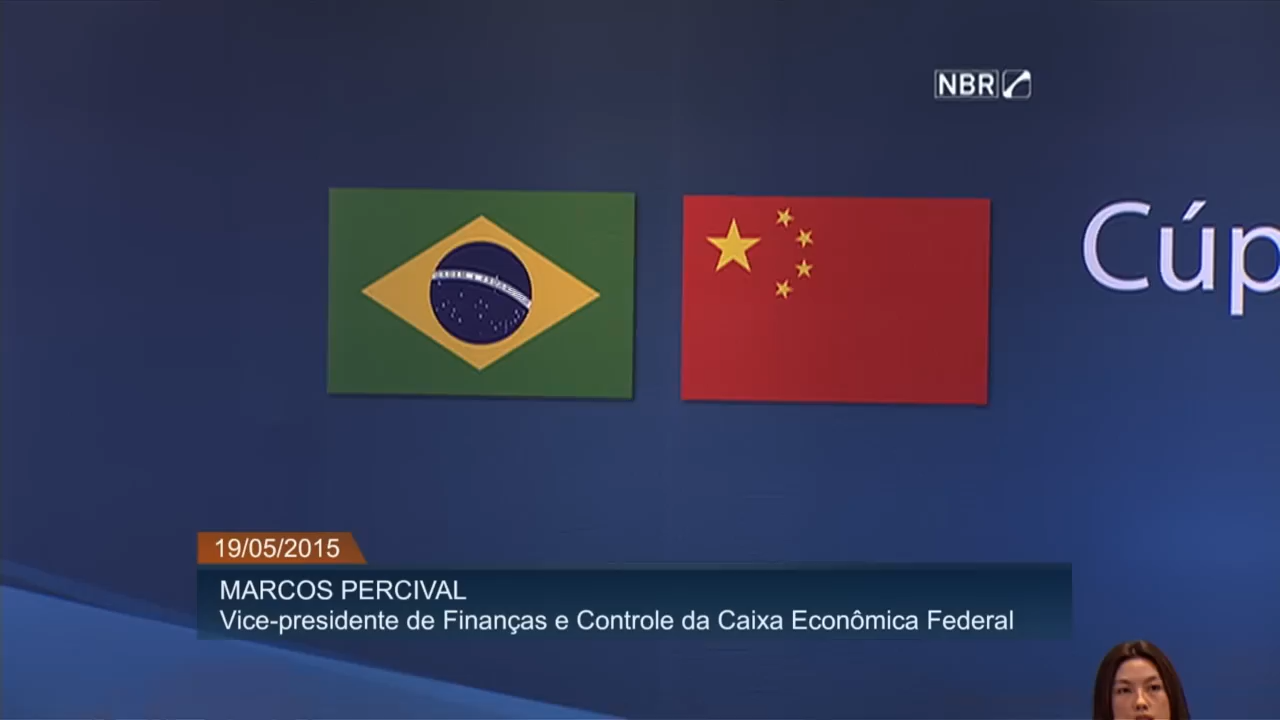 NBR
Cúp
19/05/2015
MARCOS PERCIVAL
Vice-presidente de Finanças e Controle da Caixa Econômica Federal